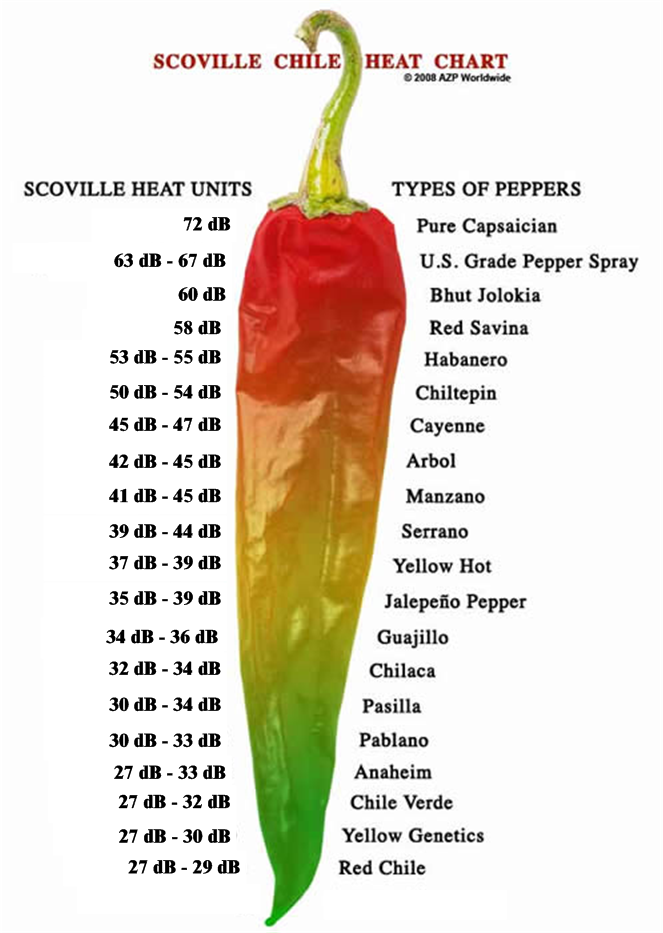 SCOVILLE CHILE HEAT CHART
© 2008 AZP Worldwide
SCOVILLE HEAT UNITS TYPES OF PEPPERS
72 dB Pure Capsaician
63 dB - 67 dB U.S. Grade Pepper Spray
60 dB Bhut Jolokia
58 dB Red Savina
53 dB - 55 dB Habanero
50 dB - 54 dB Chiltepin
45 dB - 47 dB Cayenne
42 dB - 45 dB Arbol
41 dB - 45 dB Manzano
39 dB - 44 dB Serrano
37 dB - 39 dB Yellow Hot
35 dB - 39 dB Jalepeño Pepper
34 dB - 36 dB Guajillo
32 dB - 34 dB Chilaca
30 dB - 34 dB Pasilla
30 dB - 33 dB Pablano
27 dB - 33 dB Anaheim
27 dB - 32 dB Chile Verde
27 dB - 30 dB Yellow Genetics
27 dB - 29 dB Red Chile